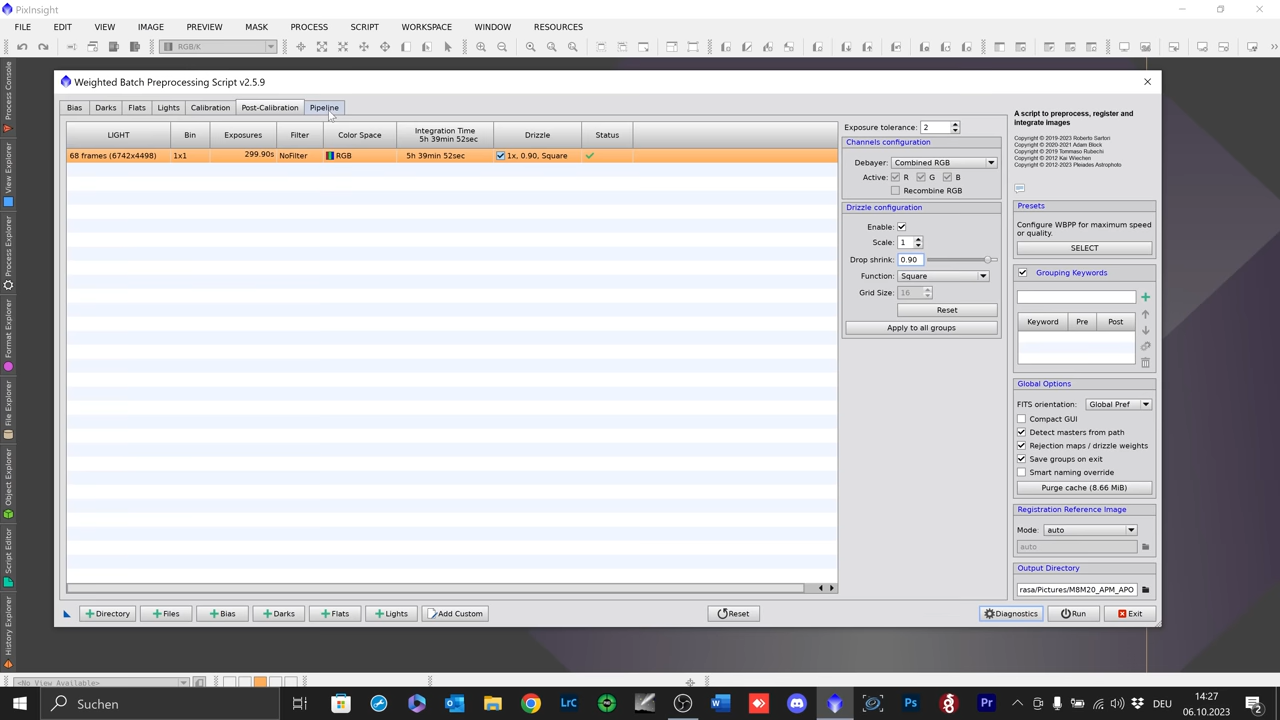 PixInsight
FILE EDIT VIEW IMAGE PREVIEW MASK PROCESS SCRIPT WORKSPACE WINDOW RESOURCES
RGB/K
Process Console
View Explorer
Process Explorer
Format Explorer
File Explorer
Object Explorer
Script Editor
History Explorer
Weighted Batch Preprocessing Script v2.5.9
Bias Darks Flats Lights Calibration Post-Calibration Pipeline
LIGHT Bin Exposures Filter Color Space Integration Time Drizzle Status
5h 39min 52sec
68 frames (6742x4498) 1x1 299.90s NoFilter RGB 5h 39min 52sec 1x, 0.90, Square
Exposure tolerance: 2
Channels configuration
Debayer: Combined RGB
Active: R G B
Recombine RGB
Drizzle configuration
Enable:
Scale: 1
Drop shrink: 0.90
Function: Square
Grid Size: 16
Reset
Apply to all groups
A script to preprocess, register and
integrate images
Copyright © 2019-2023 Roberto Sartori
Copyright © 2020-2021 Adam Block
Copyright © 2019 Tommaso Rubechi
Copyright © 2012 Kai Wiechen
Copyright © 2012-2023 Pleiades Astrophoto
Presets
Configure WBPP for maximum speed
or quality.
SELECT
Grouping Keywords
Keyword Pre Post
Global Options
FITS orientation: Global Pref
Compact GUI
Detect masters from path
Rejection maps / drizzle weights
Save groups on exit
Smart naming override
Purge cache (8.66 MiB)
Registration Reference Image
Mode: auto
auto
Output Directory
rasa/Pictures/M8M20_APM_APO
Directory Files Bias Darks Flats Lights Add Custom Reset Diagnostics Run Exit
<No View Available>
Suchen
LRC
W
Ps
Pr
DEU
14:27
06.10.2023
2